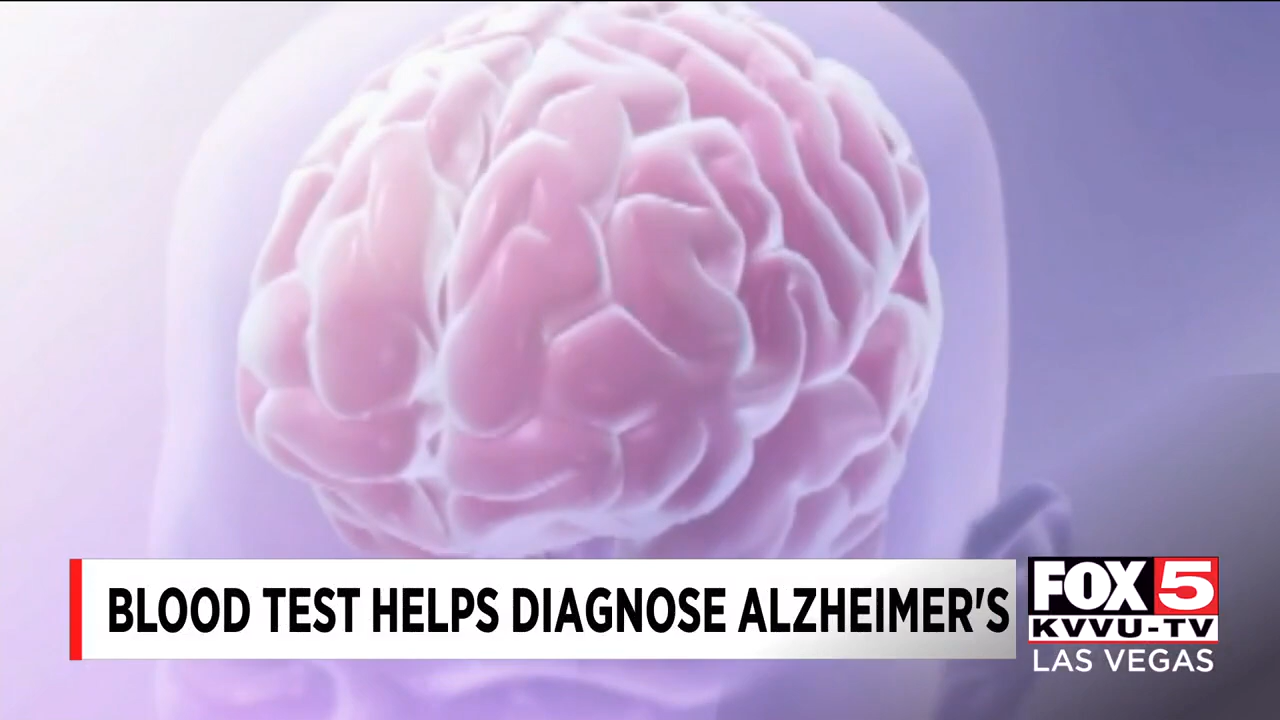 BLOOD TEST HELPS DIAGNOSE ALZHEIMER'S
FOX 5
KVVU-TV
LAS VEGAS